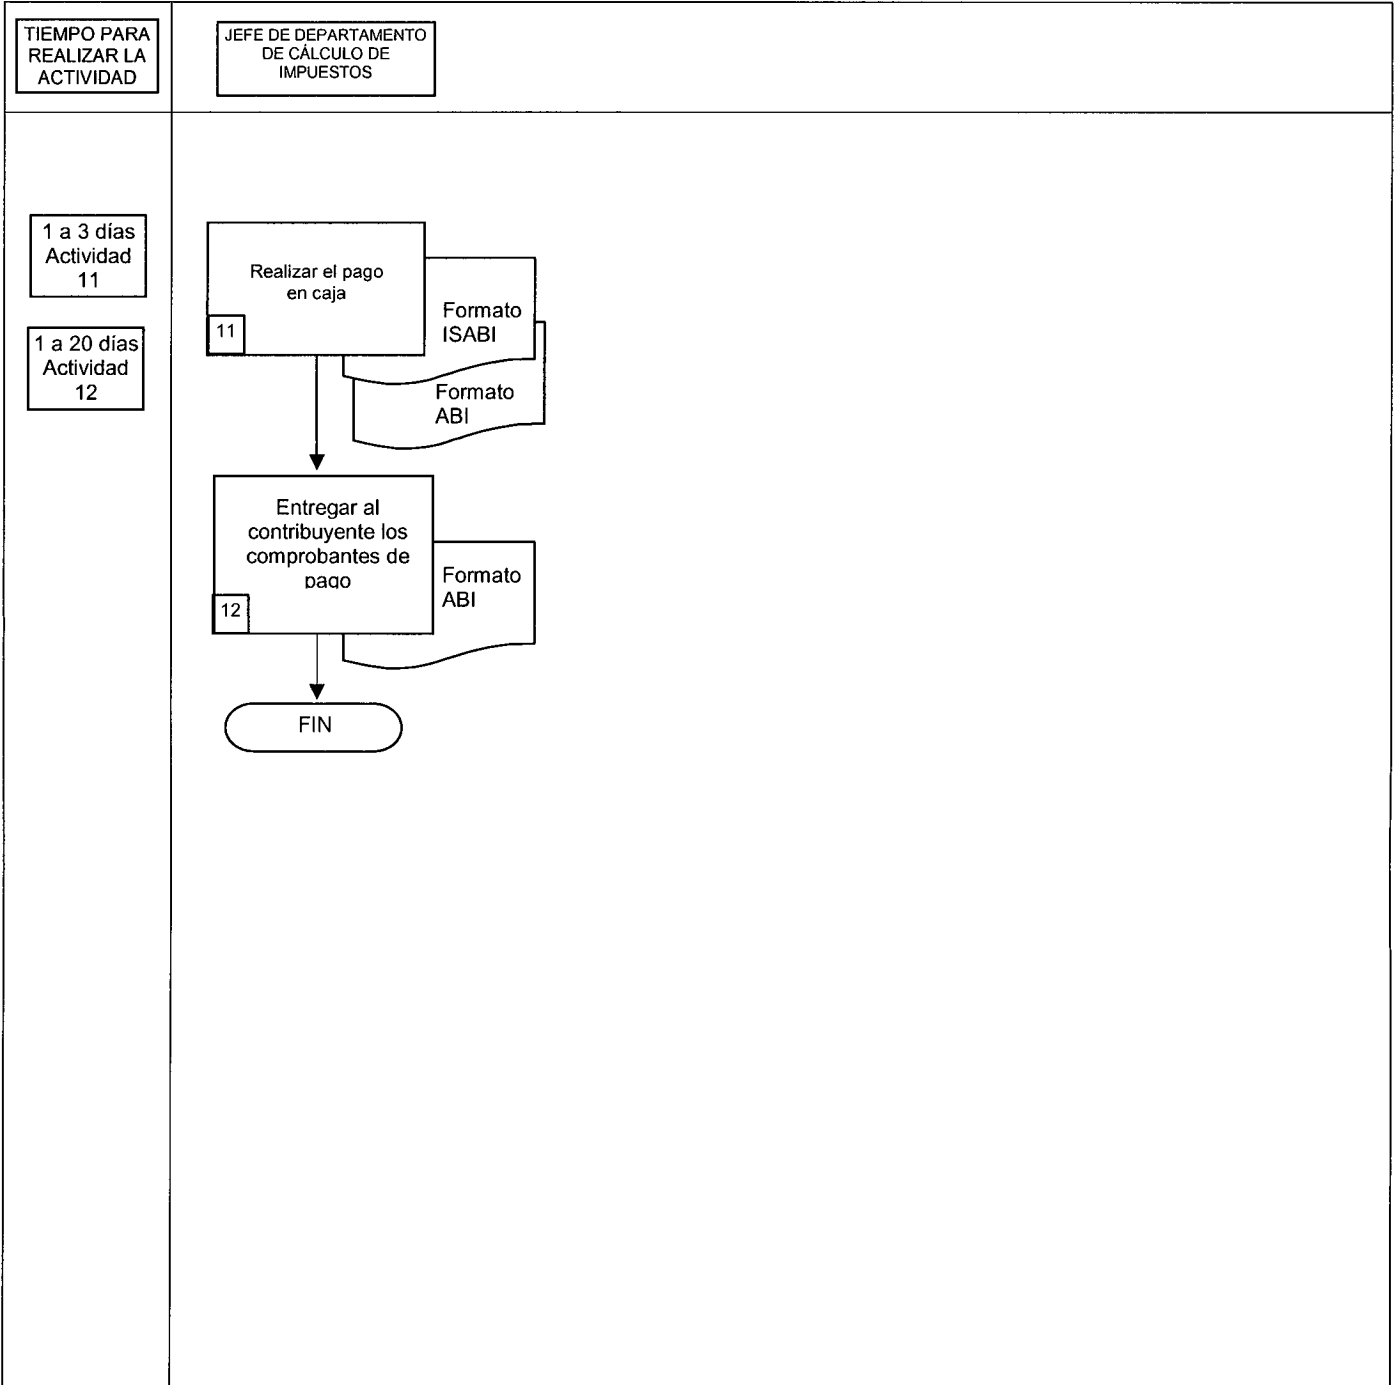 TIEMPO PARA
REALIZAR LA
ACTIVIDAD
JEFE DE DEPARTAMENTO
DE CÁLCULO DE
IMPUESTOS
1 a 3 días
Actividad
11
1 a 20 días
Actividad
12
Realizar el pago
en caja
11
Formato
ISABI
Formato
ABI
Entregar al
contribuyente los
comprobantes de
pago
12
Formato
ABI
FIN